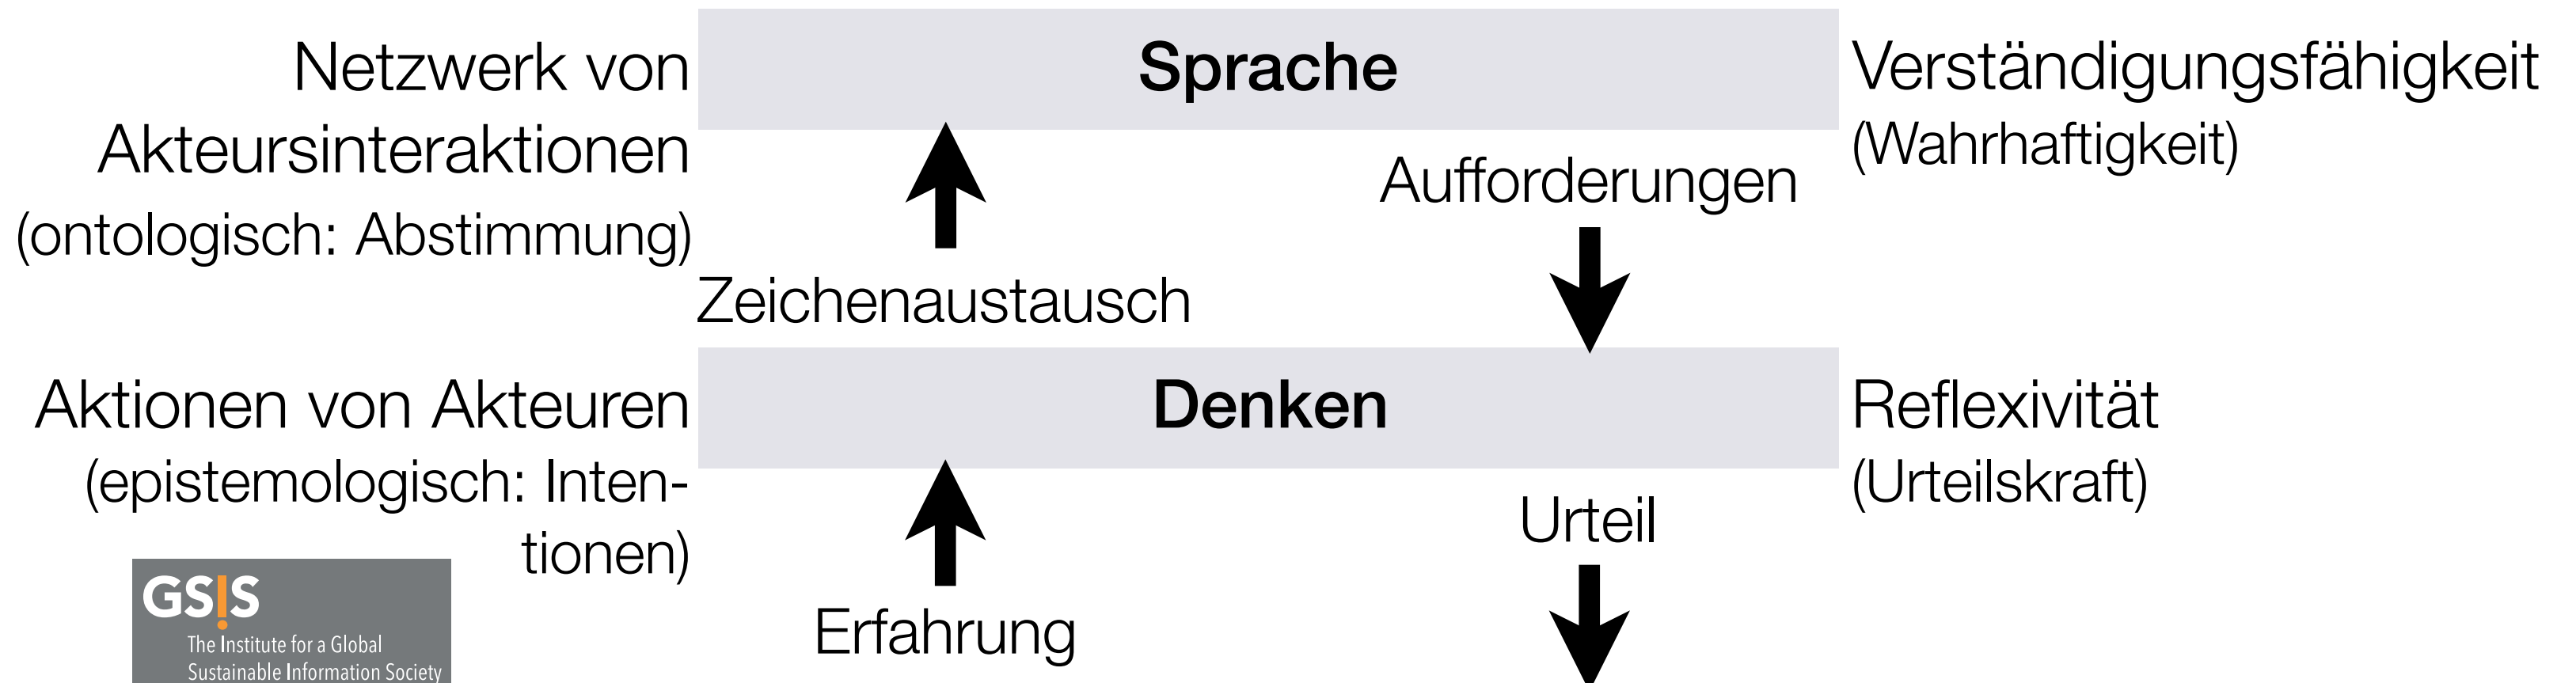 Netzwerk von
Akteursinteraktionen
(ontologisch: Abstimmung)
Sprache
Verständigungsfähigkeit
(Wahrhaftigkeit)
Aufforderungen
Zeichenaustausch
Aktionen von Akteuren
(epistemologisch: Inten-
tionen)
Denken
Reflexivität
(Urteilskraft)
Urteil
Erfahrung
GS!S
The Institute for a Global
Sustainable Information Society